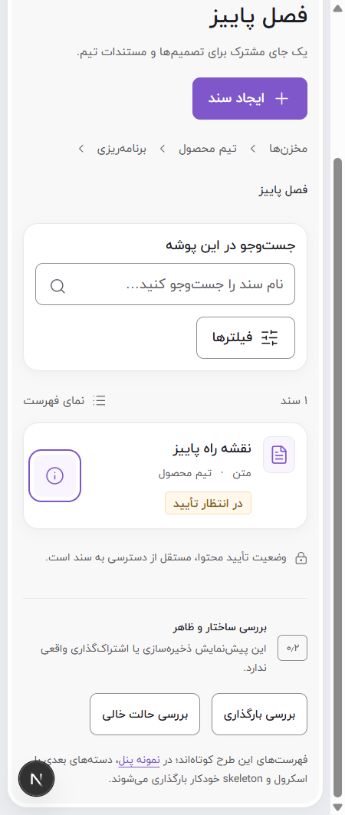 فصل پاییز
یک جای مشترک برای تصمیم‌ها و مستندات تیم.
ایجاد سند
مخزن‌ها
تیم محصول
برنامه‌ریزی
فصل پاییز
جست‌وجو در این پوشه
نام سند را جست‌وجو کنید...
فیلترها
۱ سند
نمای فهرست
نقشه راه پاییز
متن · تیم محصول
در انتظار تأیید
وضعیت تأیید محتوا، مستقل از دسترسی به سند است.
۰٫۲
بررسی ساختار و ظاهر
این پیش‌نمایش ذخیره‌سازی یا اشتراک‌گذاری واقعی
ندارد.
بررسی بارگذاری
بررسی حالت خالی
فهرست‌های این طرح کوتاه‌اند؛ در نمونه پنل، دسته‌های بعدی با
اسکرول و skeleton خودکار بارگذاری می‌شوند.
N